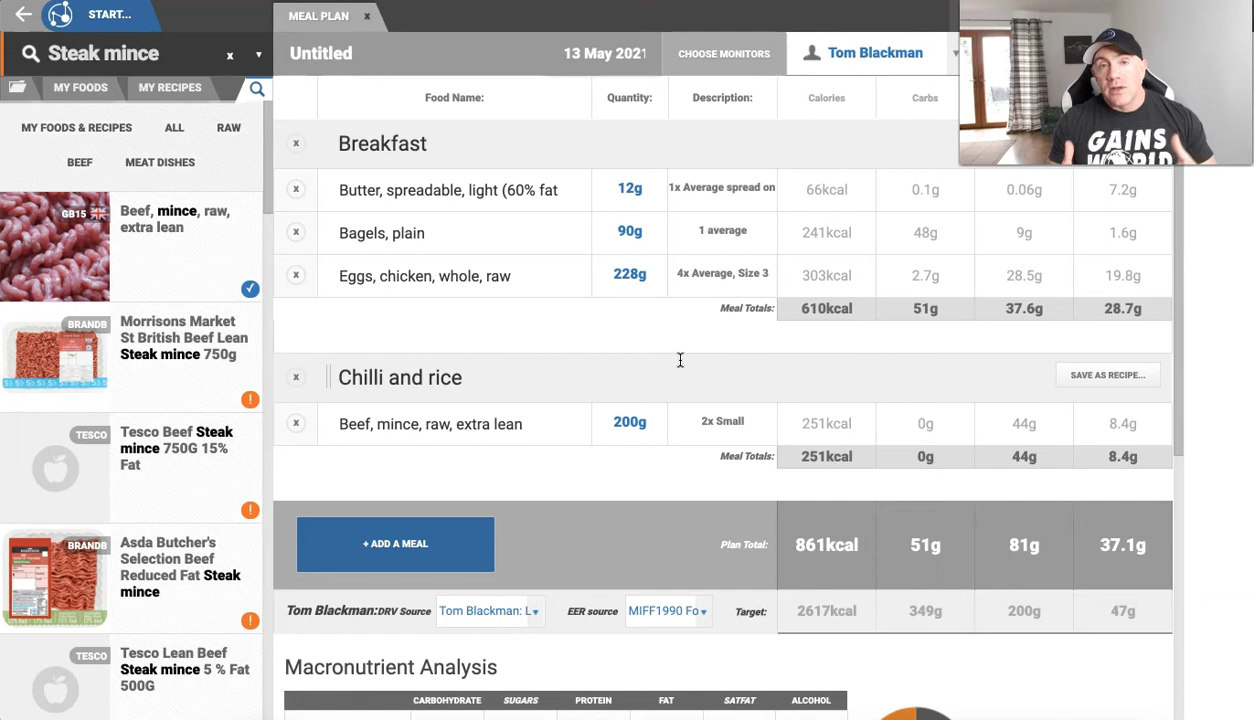 START...
MEAL PLAN x
Steak mince x
Untitled
13 May 2021
CHOOSE MONITORS
Tom Blackman
MY FOODS
MY RECIPES
MY FOODS & RECIPES ALL RAW
BEEF MEAT DISHES
GB15
Beef, mince, raw,
extra lean
BRANDB
Morrisons Market
St British Beef Lean
Steak mince 750g
TESCO
Tesco Beef Steak
mince 750G 15%
Fat
BRANDB
Asda Butcher's
Selection Beef
Reduced Fat Steak
mince
TESCO
Tesco Lean Beef
Steak mince 5 % Fat
500G
Food Name: Quantity: Description: Calories Carbs
x Breakfast
x Butter, spreadable, light (60% fat 12g 1x Average spread on 66kcal 0.1g 0.06g 7.2g
x Bagels, plain 90g 1 average 241kcal 48g 9g 1.6g
x Eggs, chicken, whole, raw 228g 4x Average, Size 3 303kcal 2.7g 28.5g 19.8g
Meal Totals: 610kcal 51g 37.6g 28.7g
x Chilli and rice SAVE AS RECIPE...
x Beef, mince, raw, extra lean 200g 2x Small 251kcal 0g 44g 8.4g
Meal Totals: 251kcal 0g 44g 8.4g
+ ADD A MEAL Plan Total: 861kcal 51g 81g 37.1g
Tom Blackman: DRV Source Tom Blackman: L EER source MIFF1990 Fo Target: 2617kcal 349g 200g 47g
Macronutrient Analysis
CARBOHYDRATE SUGARS PROTEIN FAT SATFAT ALCOHOL
GAINS
WORLD